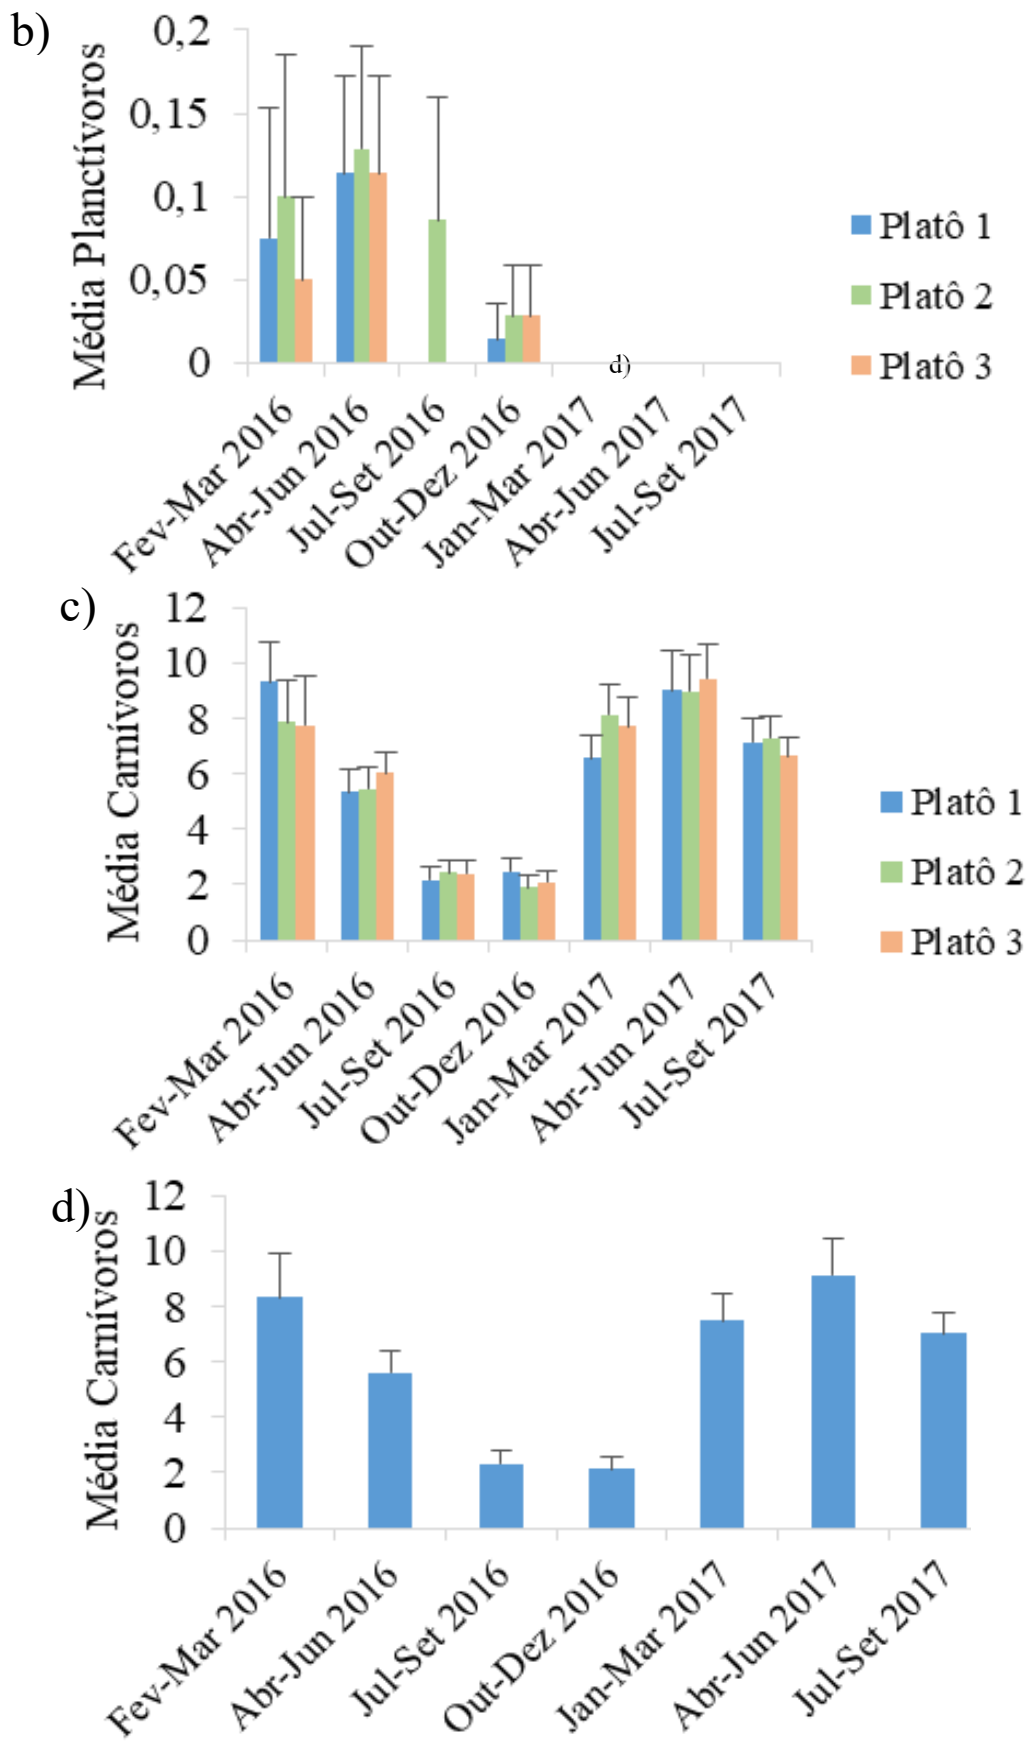 b)
Média Planctívoros
0,2
0,15
0,1
0,05
0
d)
Fev-Mar 2016
Abr-Jun 2016
Jul-Set 2016
Out-Dez 2016
Jan-Mar 2017
Abr-Jun 2017
Jul-Set 2017
Platô 1
Platô 2
Platô 3
c)
Média Carnívoros
12
10
8
6
4
2
0
Fev-Mar 2016
Abr-Jun 2016
Jul-Set 2016
Out-Dez 2016
Jan-Mar 2017
Abr-Jun 2017
Jul-Set 2017
Platô 1
Platô 2
Platô 3
d)
Média Carnívoros
12
10
8
6
4
2
0
Fev-Mar 2016
Abr-Jun 2016
Jul-Set 2016
Out-Dez 2016
Jan-Mar 2017
Abr-Jun 2017
Jul-Set 2017